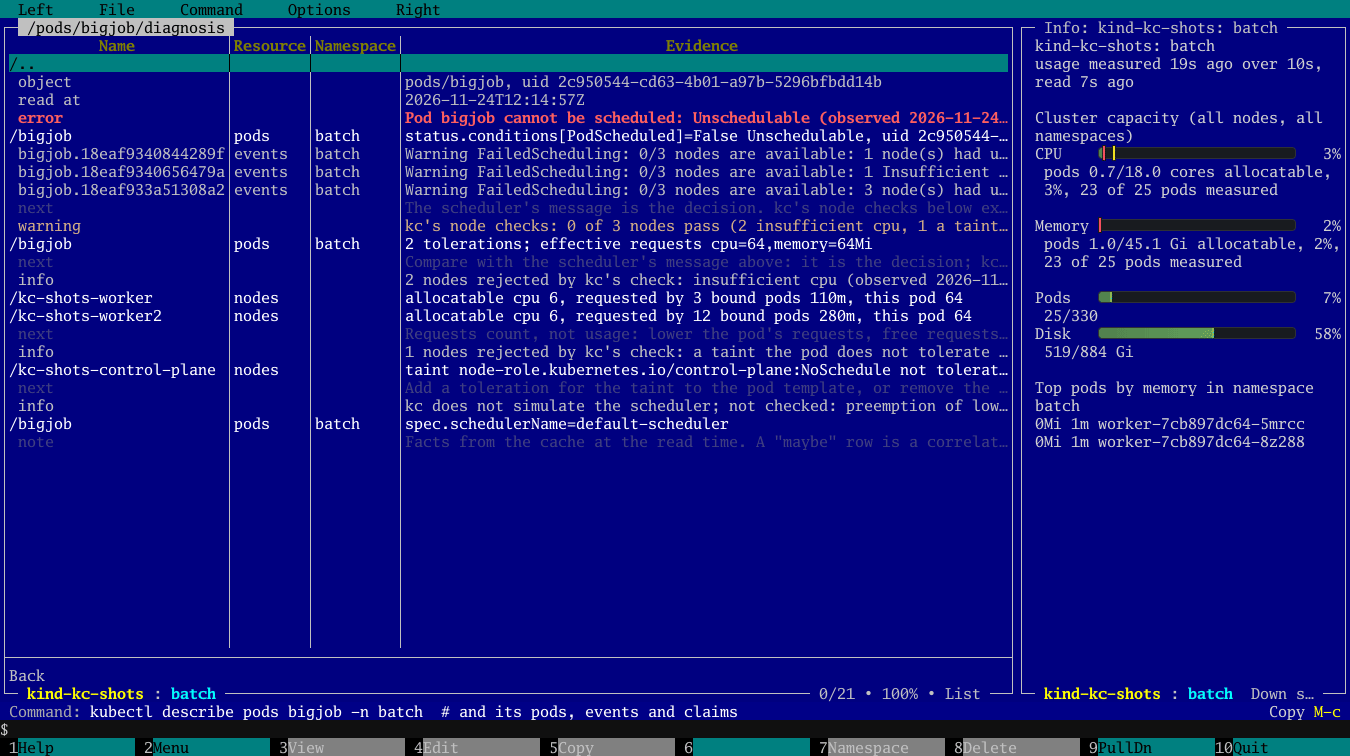 Left File Command Options Right
/pods/bigjob/diagnosis
Name Resource Namespace Evidence
/..
object pods/bigjob, uid 2c950544-cd63-4b01-a97b-5296bfbdd14b
read at 2026-11-24T12:14:57Z
error Pod bigjob cannot be scheduled: Unschedulable (observed 2026-11-24…
/bigjob pods batch status.conditions[PodScheduled]=False Unschedulable, uid 2c950544-…
bigjob.18eaf9340844289f events batch Warning FailedScheduling: 0/3 nodes are available: 1 node(s) had u…
bigjob.18eaf9340656479a events batch Warning FailedScheduling: 0/3 nodes are available: 1 Insufficient …
bigjob.18eaf933a51308a2 events batch Warning FailedScheduling: 0/3 nodes are available: 3 node(s) had u…
next The scheduler's message is the decision. kc's node checks below ex…
warning kc's node checks: 0 of 3 nodes pass (2 insufficient cpu, 1 a taint…
/bigjob pods batch 2 tolerations; effective requests cpu=64,memory=64Mi
next Compare with the scheduler's message above: it is the decision; kc…
info 2 nodes rejected by kc's check: insufficient cpu (observed 2026-11…
/kc-shots-worker nodes allocatable cpu 6, requested by 3 bound pods 110m, this pod 64
/kc-shots-worker2 nodes allocatable cpu 6, requested by 12 bound pods 280m, this pod 64
next Requests count, not usage: lower the pod's requests, free requests…
info 1 nodes rejected by kc's check: a taint the pod does not tolerate …
/kc-shots-control-plane nodes taint node-role.kubernetes.io/control-plane:NoSchedule not tolerat…
next Add a toleration for the taint to the pod template, or remove the …
info kc does not simulate the scheduler; not checked: preemption of low…
/bigjob pods batch spec.schedulerName=default-scheduler
note Facts from the cache at the read time. A "maybe" row is a correlat…
Back
kind-kc-shots : batch 0/21 • 100% • List
Info: kind-kc-shots: batch
kind-kc-shots: batch
usage measured 19s ago over 10s,
read 7s ago
Cluster capacity (all nodes, all
namespaces)
CPU 3%
pods 0.7/18.0 cores allocatable,
3%, 23 of 25 pods measured
Memory 2%
pods 1.0/45.1 Gi allocatable, 2%,
23 of 25 pods measured
Pods 7%
25/330
Disk 58%
519/884 Gi
Top pods by memory in namespace
batch
0Mi 1m worker-7cb897dc64-5mrcc
0Mi 1m worker-7cb897dc64-8z288
kind-kc-shots : batch Down s…
Command: kubectl describe pods bigjob -n batch # and its pods, events and claims Copy M-c
$
1Help 2Menu 3View 4Edit 5Copy 6 7Namespace 8Delete 9PullDn 10Quit